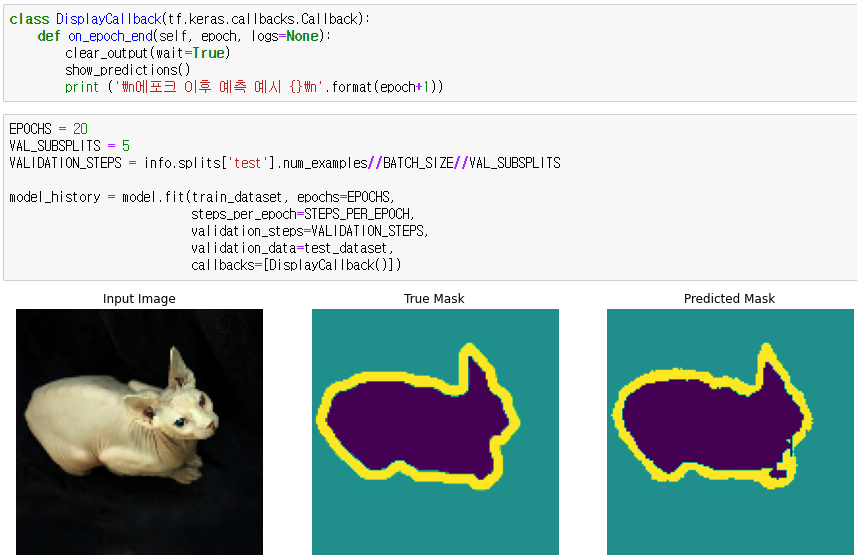 class DisplayCallback(tf.keras.callbacks.Callback):
    def on_epoch_end(self, epoch, logs=None):
        clear_output(wait=True)
        show_predictions()
        print ('₩n에포크 이후 예측 예시 {}₩n'.format(epoch+1))
EPOCHS = 20
VAL_SUBSPLITS = 5
VALIDATION_STEPS = info.splits['test'].num_examples//BATCH_SIZE//VAL_SUBSPLITS
model_history = model.fit(train_dataset, epochs=EPOCHS,
                          steps_per_epoch=STEPS_PER_EPOCH,
                          validation_steps=VALIDATION_STEPS,
                          validation_data=test_dataset,
                          callbacks=[DisplayCallback()])
Input Image
True Mask
Predicted Mask